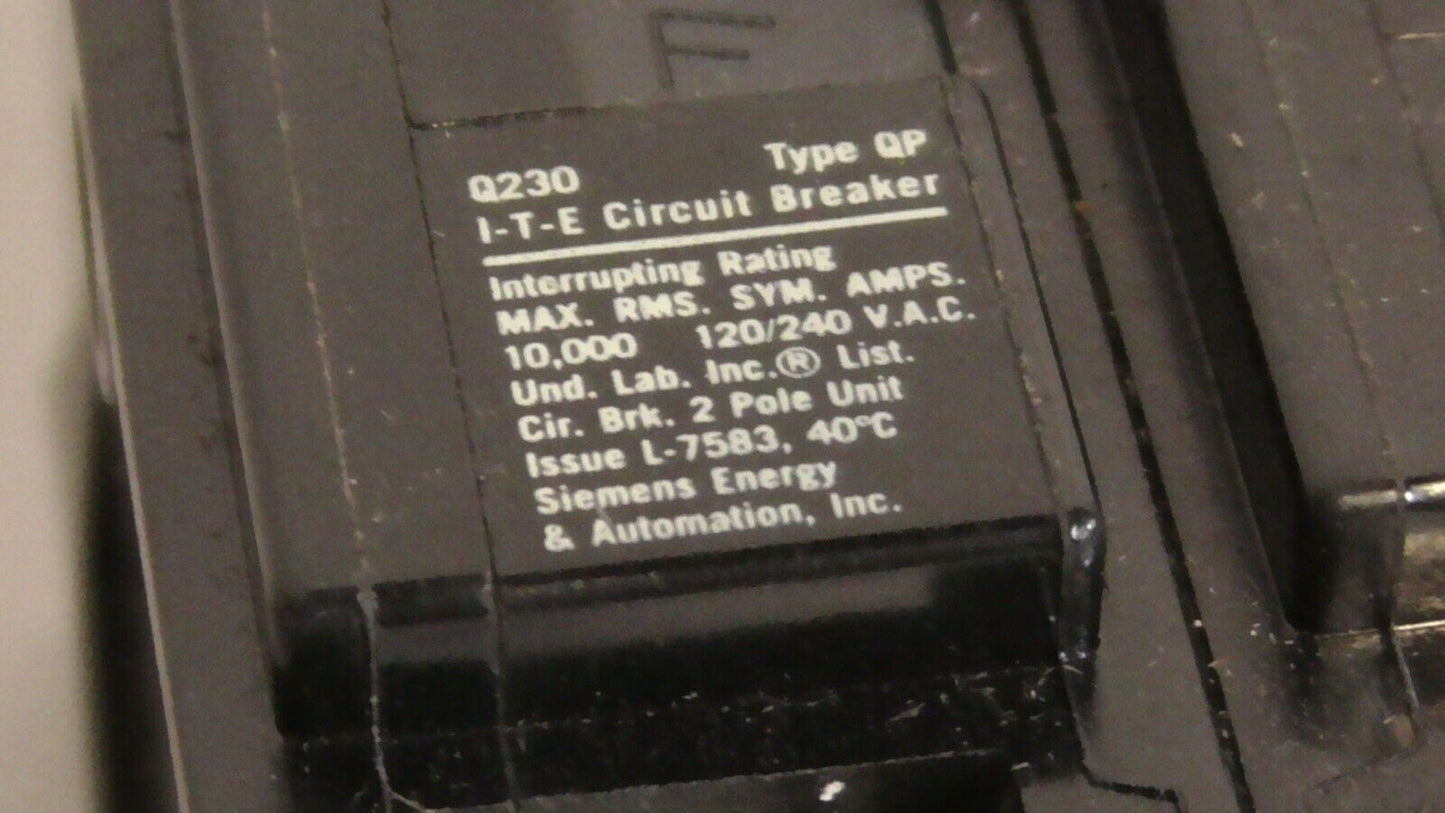 F
Q230 Type QP
I-T-E Circuit Breaker
Interrupting Rating
MAX. RMS. SYM. AMPS.
10,000 120/240 V.A.C.
Und. Lab. Inc.® List.
Cir. Brk. 2 Pole Unit
Issue L-7583, 40°C
Siemens Energy
& Automation, Inc.